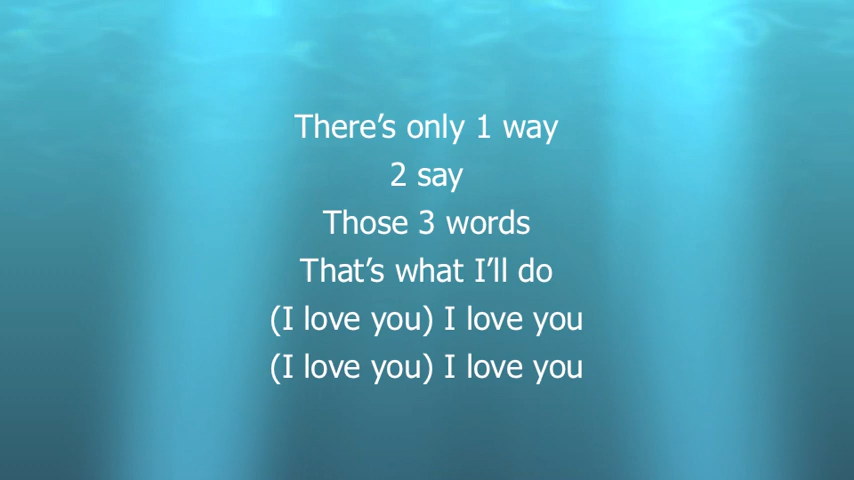 There’s only 1 way
2 say
Those 3 words
That’s what I’ll do
(I love you) I love you
(I love you) I love you